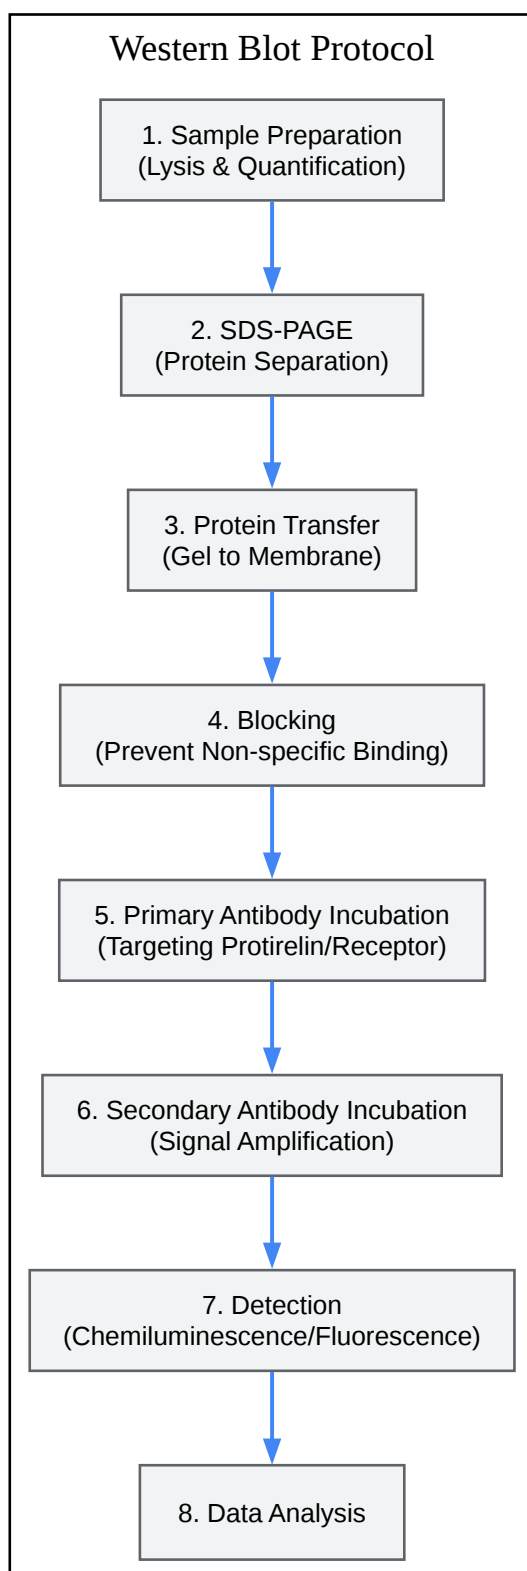 Western Blot Protocol
1. Sample Preparation
(Lysis & Quantification)
2. SDS-PAGE
(Protein Separation)
3. Protein Transfer
(Gel to Membrane)
4. Blocking
(Prevent Non-specific Binding)
5. Primary Antibody Incubation
(Targeting Protirelin/Receptor)
6. Secondary Antibody Incubation
(Signal Amplification)
7. Detection
(Chemiluminescence/Fluorescence)
8. Data Analysis